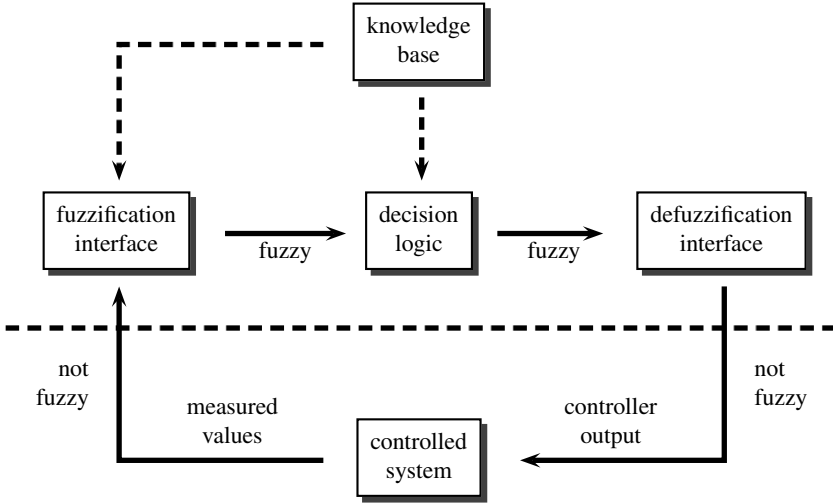 knowledge
base
fuzzification
interface
fuzzy
decision
logic
fuzzy
defuzzification
interface
not
fuzzy
measured
values
controlled
system
controller
output
not
fuzzy